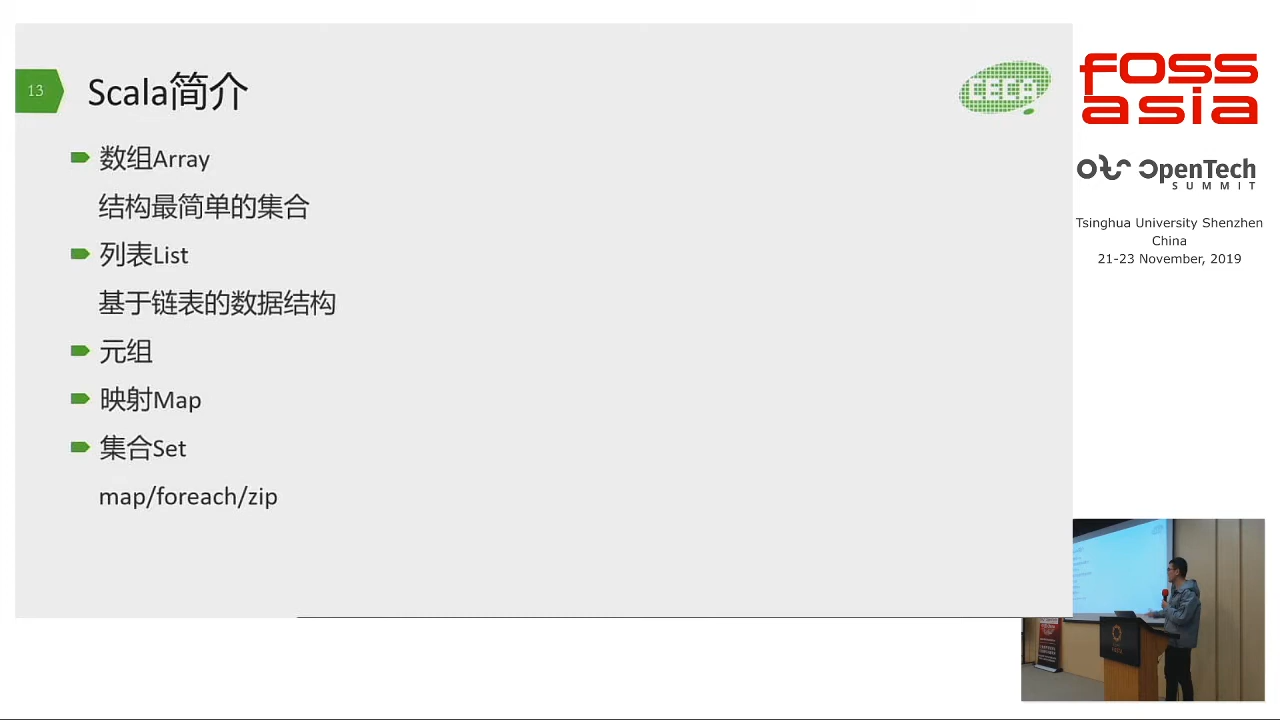 13
Scala简介
数组Array
结构最简单的集合
列表List
基于链表的数据结构
元组
映射Map
集合Set
map/foreach/zip
fossasia
OpenTech
SUMMIT
Tsinghua University Shenzhen
China
21-23 November, 2019